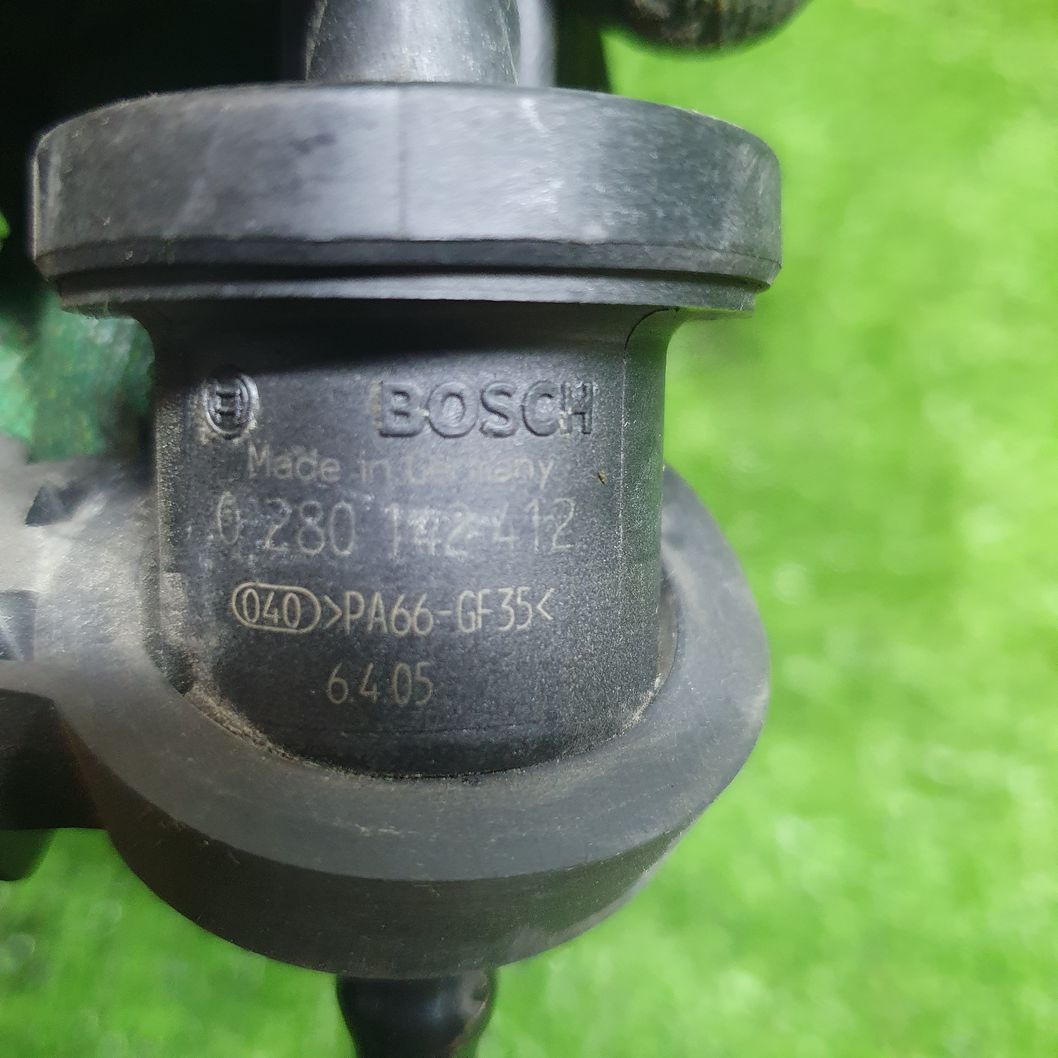 BOSCH
Made in Germany
0 280 142 412
040 >PA66-GF35<
6.4.05